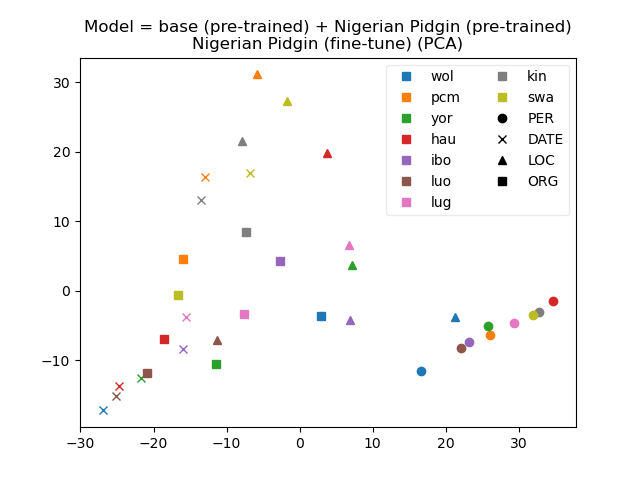 Model = base (pre-trained) + Nigerian Pidgin (pre-trained)
Nigerian Pidgin (fine-tune) (PCA)
30
20
10
0
−10
−30
−20
−10
0
10
20
30
wol
pcm
yor
hau
ibo
luo
lug
kin
swa
PER
DATE
LOC
ORG